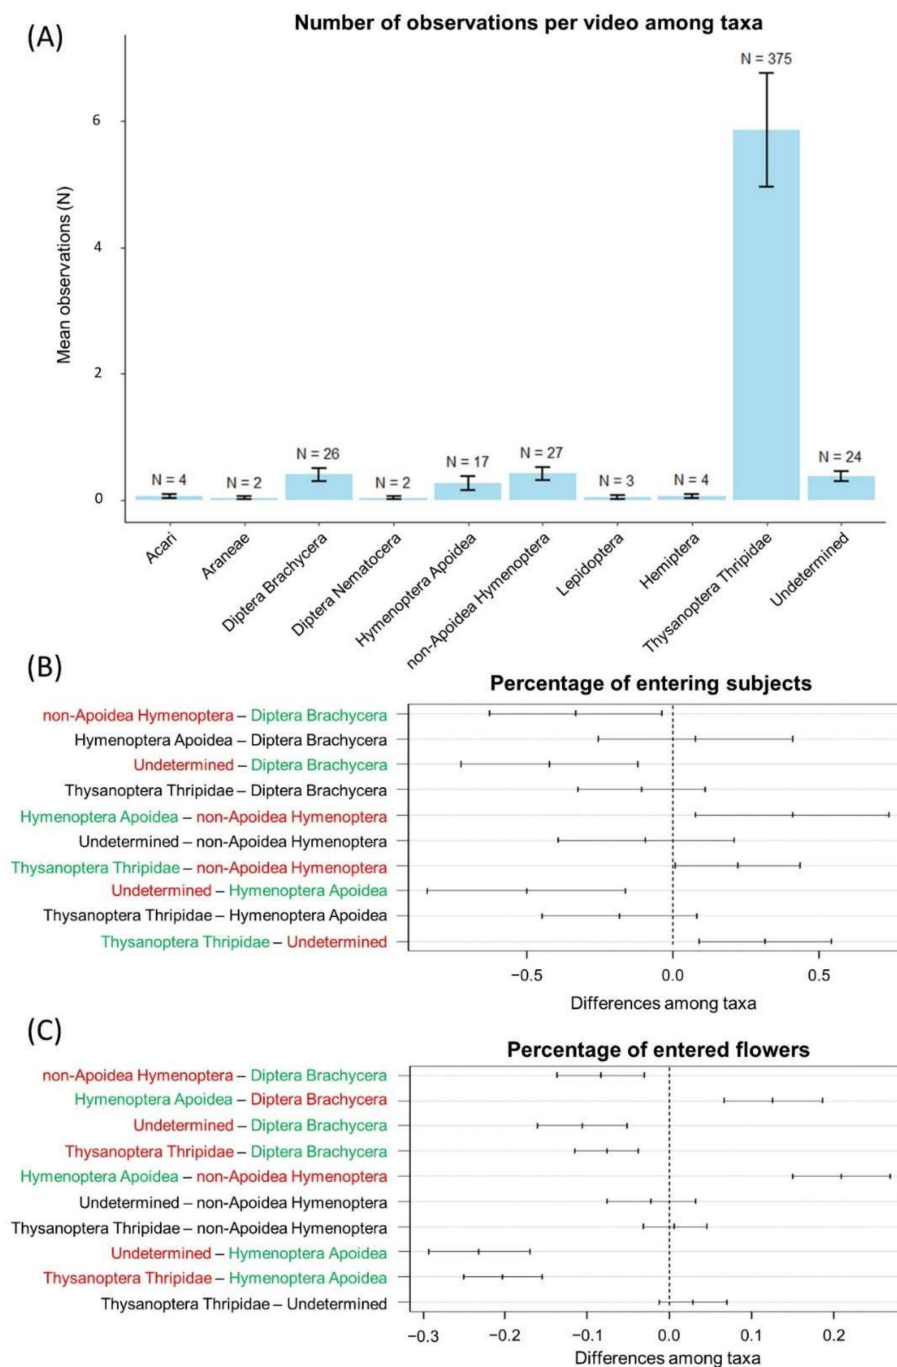 (A)
Number of observations per video among taxa
Mean observations (N)
6
4
2
0
N = 4
N = 2
N = 26
N = 2
N = 17
N = 27
N = 3
N = 4
N = 375
N = 24
Acari
Araneae
Diptera Brachycera
Diptera Nematocera
Hymenoptera Apoidea
non-Apoidea Hymenoptera
Lepidoptera
Hemiptera
Thysanoptera Thripidae
Undetermined
(B)
Percentage of entering subjects
non-Apoidea Hymenoptera – Diptera Brachycera
Hymenoptera Apoidea – Diptera Brachycera
Undetermined – Diptera Brachycera
Thysanoptera Thripidae – Diptera Brachycera
Hymenoptera Apoidea – non-Apoidea Hymenoptera
Undetermined – non-Apoidea Hymenoptera
Thysanoptera Thripidae – non-Apoidea Hymenoptera
Undetermined – Hymenoptera Apoidea
Thysanoptera Thripidae – Hymenoptera Apoidea
Thysanoptera Thripidae – Undetermined
−0.5 0.0 0.5
Differences among taxa
(C)
Percentage of entered flowers
non-Apoidea Hymenoptera – Diptera Brachycera
Hymenoptera Apoidea – Diptera Brachycera
Undetermined – Diptera Brachycera
Thysanoptera Thripidae – Diptera Brachycera
Hymenoptera Apoidea – non-Apoidea Hymenoptera
Undetermined – non-Apoidea Hymenoptera
Thysanoptera Thripidae – non-Apoidea Hymenoptera
Undetermined – Hymenoptera Apoidea
Thysanoptera Thripidae – Hymenoptera Apoidea
Thysanoptera Thripidae – Undetermined
−0.3 −0.2 −0.1 0.0 0.1 0.2
Differences among taxa